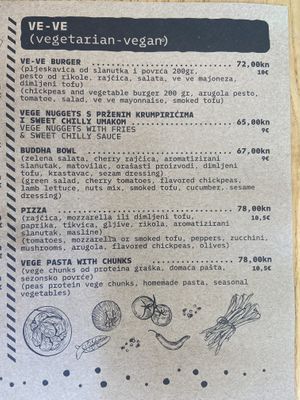 VE-VE
(vegetarian-vegan)
VE-VE BURGER 72,00kn
(pljeskavica od slanutka i povrća 200gr, 10€
pesto od rikole, rajčica, salata, ve ve majoneza,
dimljeni tofu)
(chickpeas and vegetable burger 200 gr, arugola pesto,
tomatoe, salad, ve ve mayonnaise, smoked tofu)
VEGE NUGGETS S PRŽENIM KRUMPIRIĆIMA
I SWEET CHILLY UMAKOM 65,00kn
VEGE NUGGETS WITH FRIES 9€
& SWEET CHILLY SAUCE
BUDDHA BOWL 67,00kn
(zelena salata, cherry rajčica, aromatizirani 9€
slanutak, matovilac, orašasti proizvodi, dimljeni
tofu, krastavac, sezam dressing)
(green salad, cherry tomatoes, flavored chickpeas,
lamb lettuce, nuts mix, smoked tofu, cucumber, sesame
dressing)
PIZZA 78,00kn
(rajčica, mozzarella ili dimljeni tofu, 10,5€
paprika, tikvica, gljive, rikola, aromatizirani
slanutak, masline)
(tomatoes, mozzarella or smoked tofu, peppers, zucchini,
mushrooms, arugola, flavored chickpeas, olives)
VEGE PASTA WITH CHUNKS 78,00kn
(vege chunks od proteina graška, domaća pašta, 10,5€
sezonsko povrće)
(peas protein vege chunks, homemade pasta, seasonal
vegetables)